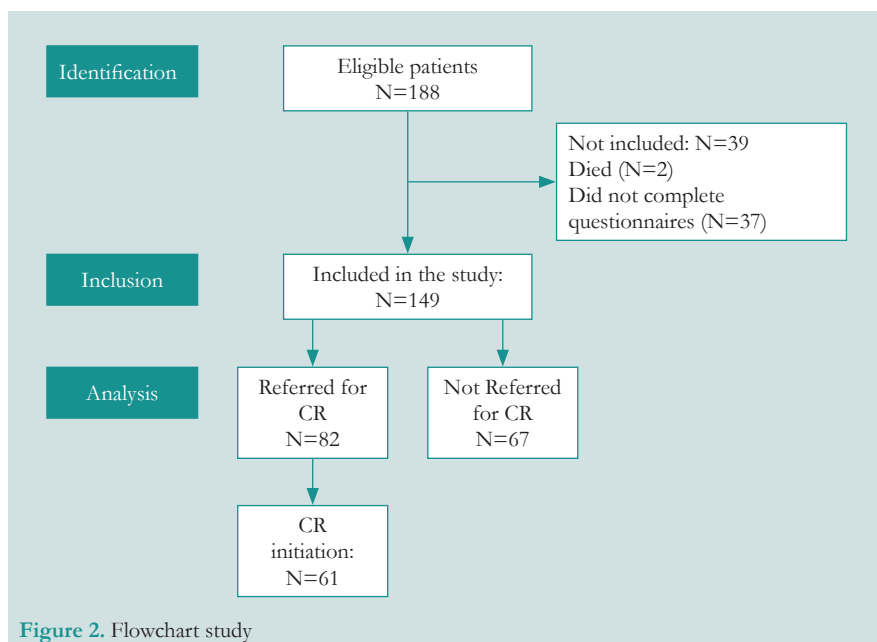 Identification
Eligible patients
N=188
Not included: N=39
Died (N=2)
Did not complete
questionnaires (N=37)
Inclusion
Included in the study:
N=149
Analysis
Referred for
CR
N=82
Not Referred
for CR
N=67
CR
initiation:
N=61
Figure 2. Flowchart study